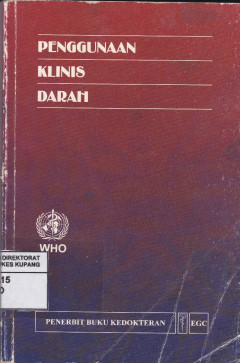 PENGGUNAAN
KLINIS
DARAH
WHO
DIREKTORAT
KES KUPANG
15
O
PENERBIT BUKU KEDOKTERAN
EGC